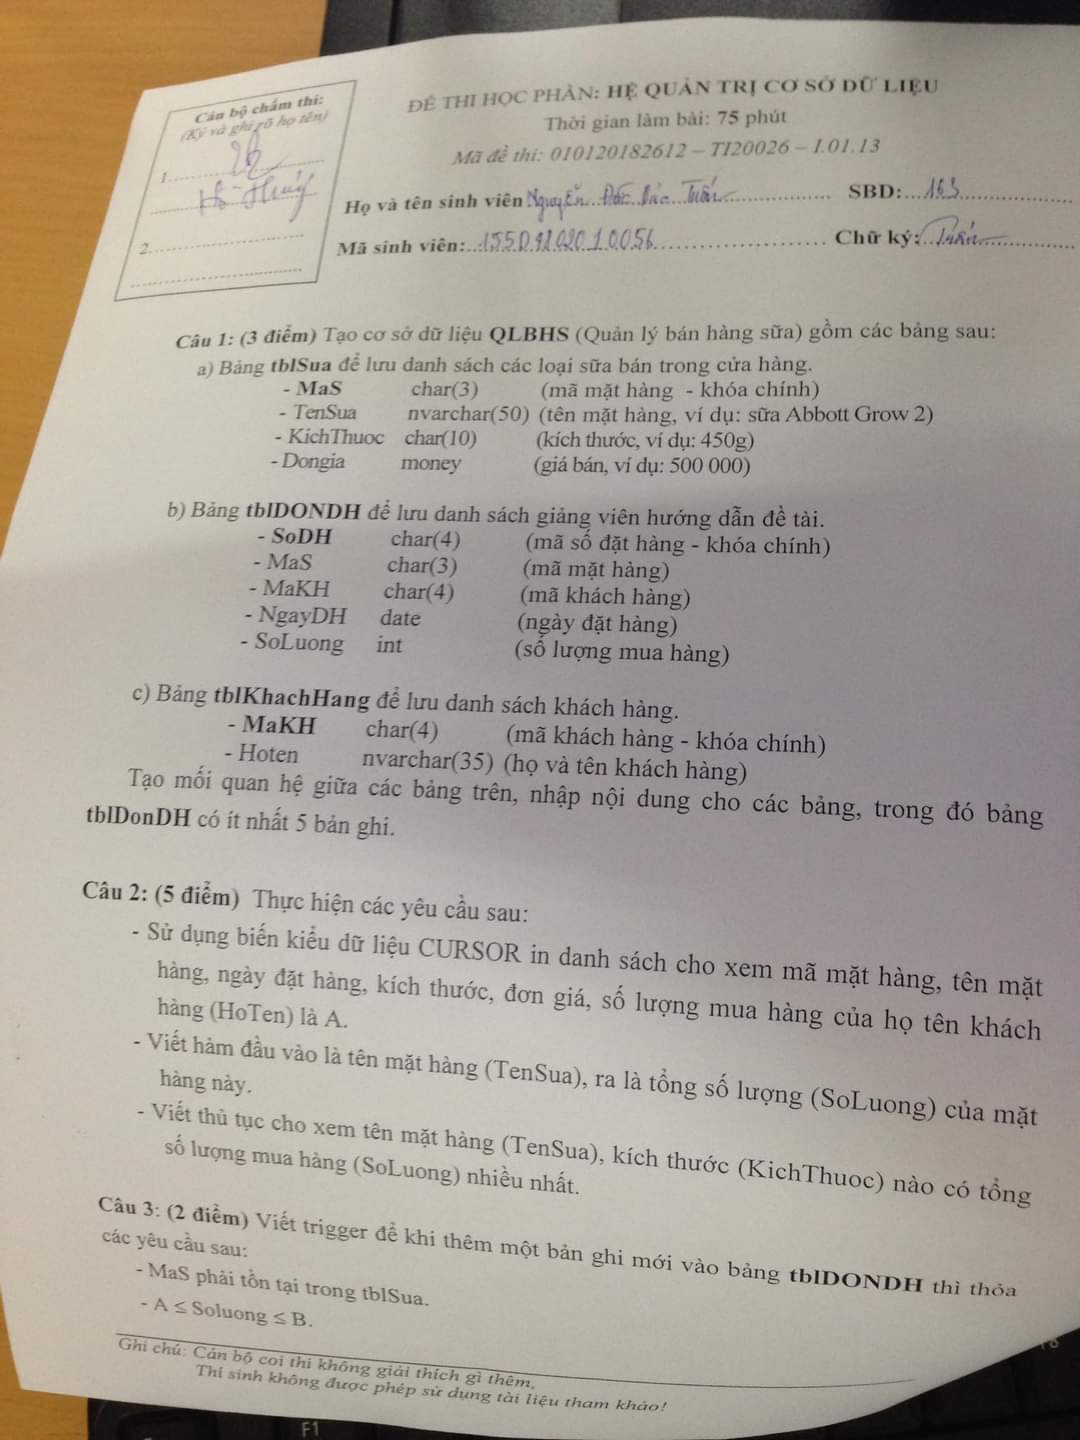 Cán bộ chấm thi:
(Ký và ghi rõ họ tên)
1
2
ĐỀ THI HỌC PHẦN: HỆ QUẢN TRỊ CƠ SỞ DỮ LIỆU
Thời gian làm bài: 75 phút
Mã đề thi: 010120182612 – TI20026 – I.01.13
Họ và tên sinh viên Nguyễn Tuấn SBD: 163
Mã sinh viên: 155D4802010056 Chữ ký: Tuấn
Câu 1: (3 điểm) Tạo cơ sở dữ liệu QLBHS (Quản lý bán hàng sữa) gồm các bảng sau:
a) Bảng tblSua để lưu danh sách các loại sữa bán trong cửa hàng.
- MaS char(3) (mã mặt hàng - khóa chính)
- TenSua nvarchar(50) (tên mặt hàng, ví dụ: sữa Abbott Grow 2)
- KichThuoc char(10) (kích thước, ví dụ: 450g)
- Dongia money (giá bán, ví dụ: 500 000)
b) Bảng tblDONDH để lưu danh sách giảng viên hướng dẫn đề tài.
- SoDH char(4) (mã số đặt hàng - khóa chính)
- MaS char(3) (mã mặt hàng)
- MaKH char(4) (mã khách hàng)
- NgayDH date (ngày đặt hàng)
- SoLuong int (số lượng mua hàng)
c) Bảng tblKhachHang để lưu danh sách khách hàng.
- MaKH char(4) (mã khách hàng - khóa chính)
- Hoten nvarchar(35) (họ và tên khách hàng)
Tạo mối quan hệ giữa các bảng trên, nhập nội dung cho các bảng, trong đó bảng
tblDonDH có ít nhất 5 bản ghi.
Câu 2: (5 điểm) Thực hiện các yêu cầu sau:
- Sử dụng biến kiểu dữ liệu CURSOR in danh sách cho xem mã mặt hàng, tên mặt
hàng, ngày đặt hàng, kích thước, đơn giá, số lượng mua hàng của họ tên khách
hàng (HoTen) là A.
- Viết hàm đầu vào là tên mặt hàng (TenSua), ra là tổng số lượng (SoLuong) của mặt
hàng này.
- Viết thủ tục cho xem tên mặt hàng (TenSua), kích thước (KichThuoc) nào có tổng
số lượng mua hàng (SoLuong) nhiều nhất.
Câu 3: (2 điểm) Viết trigger để khi thêm một bản ghi mới vào bảng tblDONDH thì thỏa
các yêu cầu sau:
- MaS phải tồn tại trong tblSua.
- A ≤ Soluong ≤ B.
Ghi chú: Cán bộ coi thi không giải thích gì thêm.
Thí sinh không được phép sử dụng tài liệu tham khảo!
F1